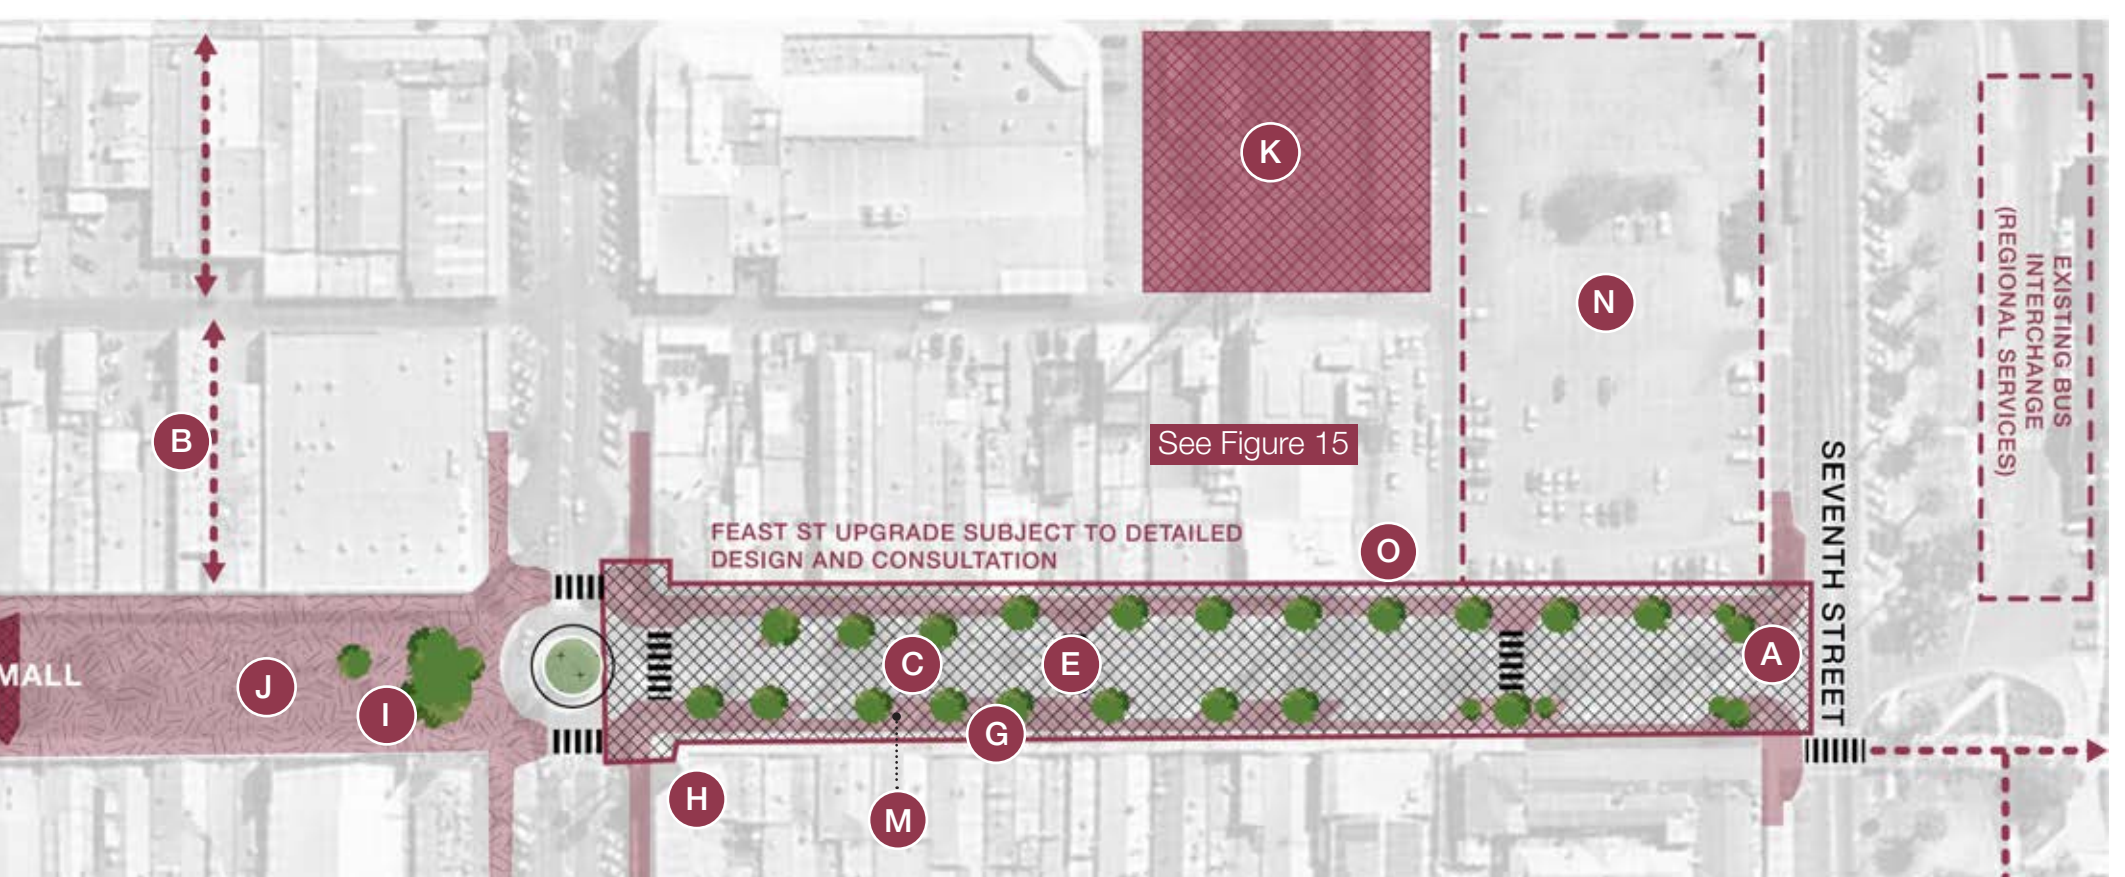 K
N
EXISTING BUS
INTERCHANGE
(REGIONAL SERVICES)
B
See Figure 15
SEVENTH STREET
FEAST ST UPGRADE SUBJECT TO DETAILED
DESIGN AND CONSULTATION
O
MALL
J
I
C
E
A
G
H
M